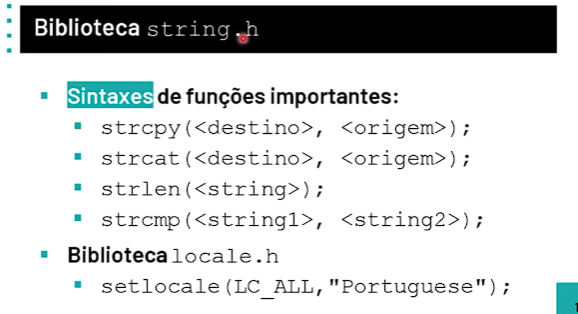 Biblioteca string.h
Sintaxes de funções importantes:
strcpy(<destino>, <origem>);
strcat(<destino>, <origem>);
strlen(<string>);
strcmp(<string1>, <string2>);
Biblioteca locale.h
setlocale(LC_ALL,"Portuguese");